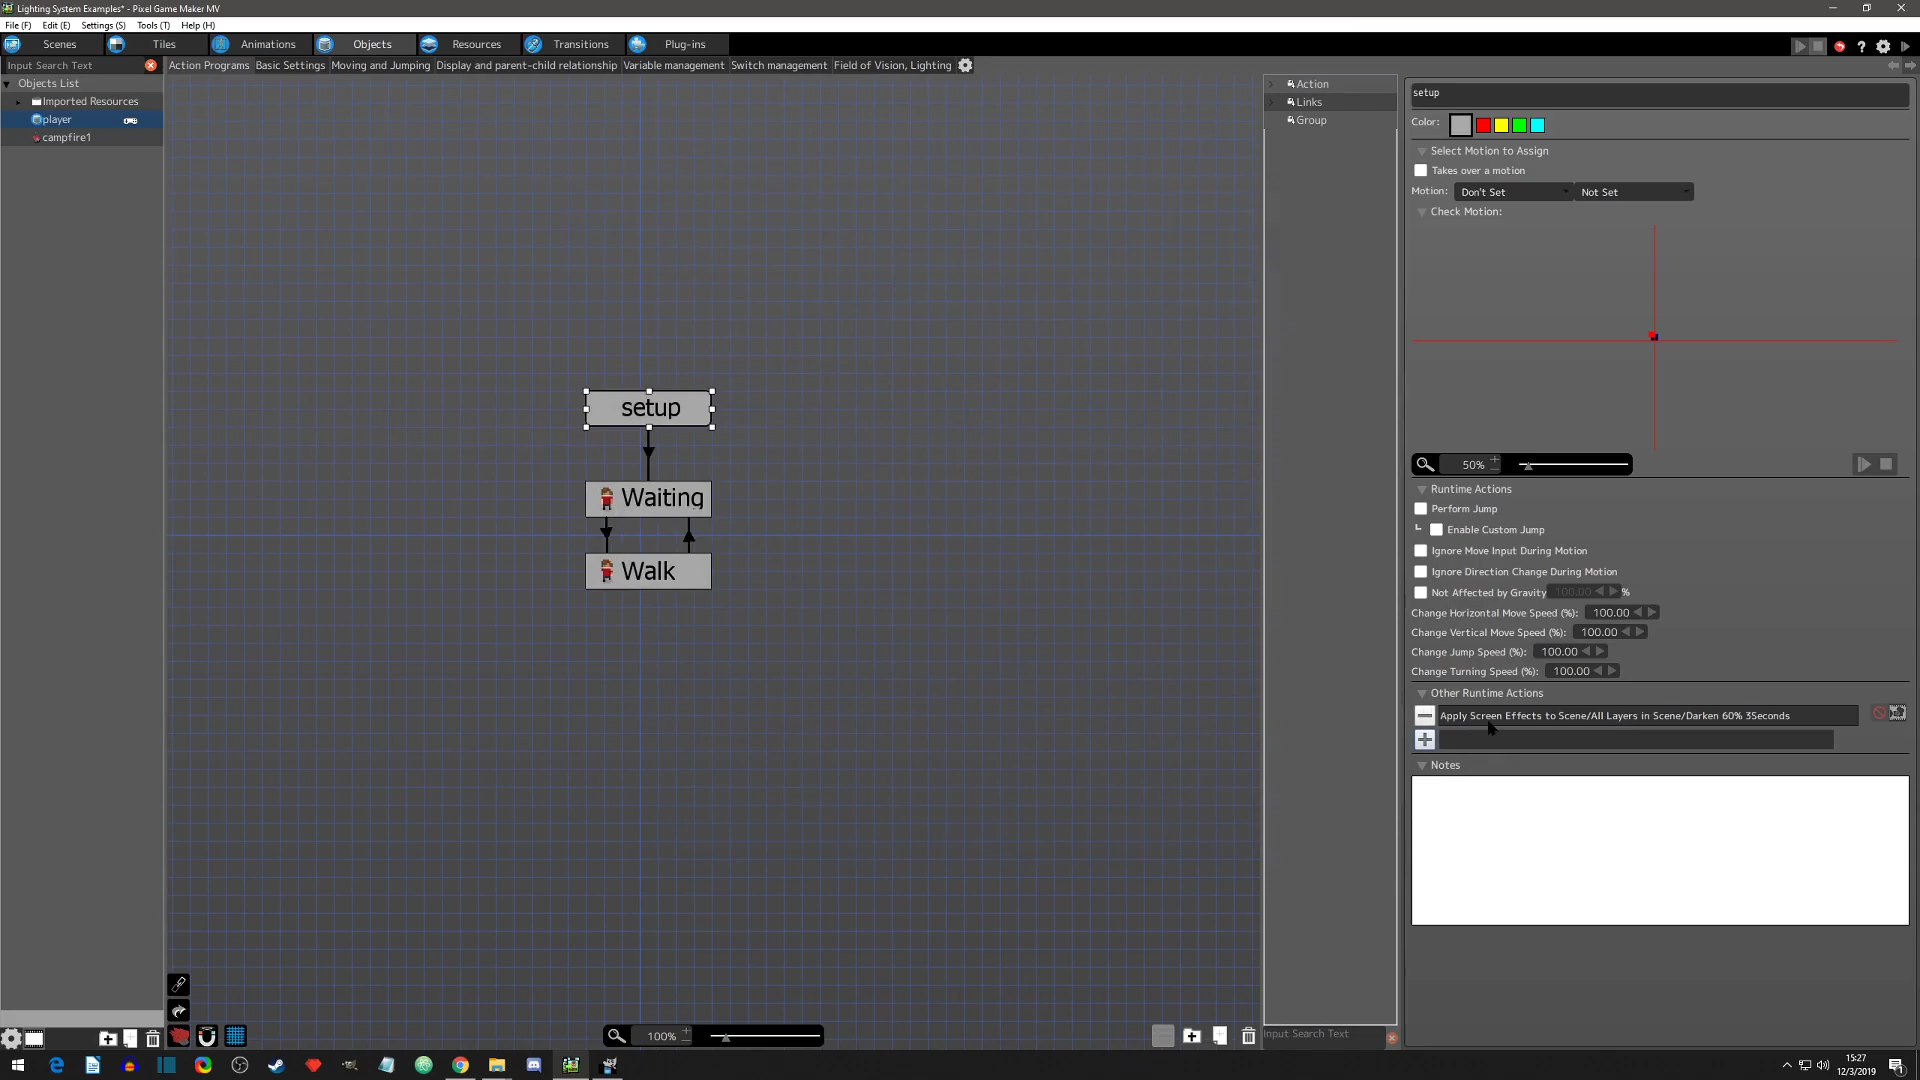 Lighting System Examples* - Pixel Game Maker MV
File (F) Edit (E) Settings (S) Tools (T) Help (H)
Scenes Tiles Animations Objects Resources Transitions Plug-ins
Input Search Text
Action Programs Basic Settings Moving and Jumping Display and parent-child relationship Variable management Switch management Field of Vision, Lighting
Objects List
Imported Resources
player
campfire1
setup
Waiting
Walk
100%
Action
Links
Group
Input Search Text
setup
Color:
Select Motion to Assign
Takes over a motion
Motion: Don't Set Not Set
Check Motion:
50%
Runtime Actions
Perform Jump
Enable Custom Jump
Ignore Move Input During Motion
Ignore Direction Change During Motion
Not Affected by Gravity 100.00 %
Change Horizontal Move Speed (%): 100.00
Change Vertical Move Speed (%): 100.00
Change Jump Speed (%): 100.00
Change Turning Speed (%): 100.00
Other Runtime Actions
Apply Screen Effects to Scene/All Layers in Scene/Darken 60% 3Seconds
Notes
15:27
12/3/2019